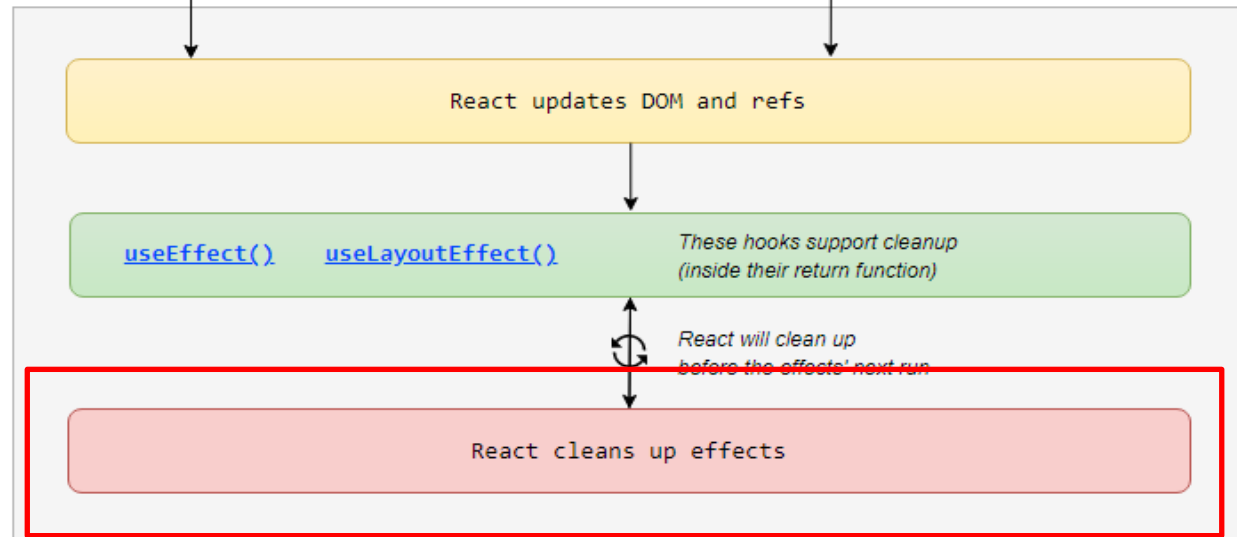 React updates DOM and refs
useEffect() useLayoutEffect() These hooks support cleanup
(inside their return function)
React will clean up
before the effects' next run
React cleans up effects